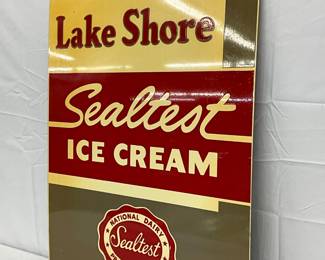 Lake Shore
Sealtest
ICE CREAM
NATIONAL DAIRY
Sealtest